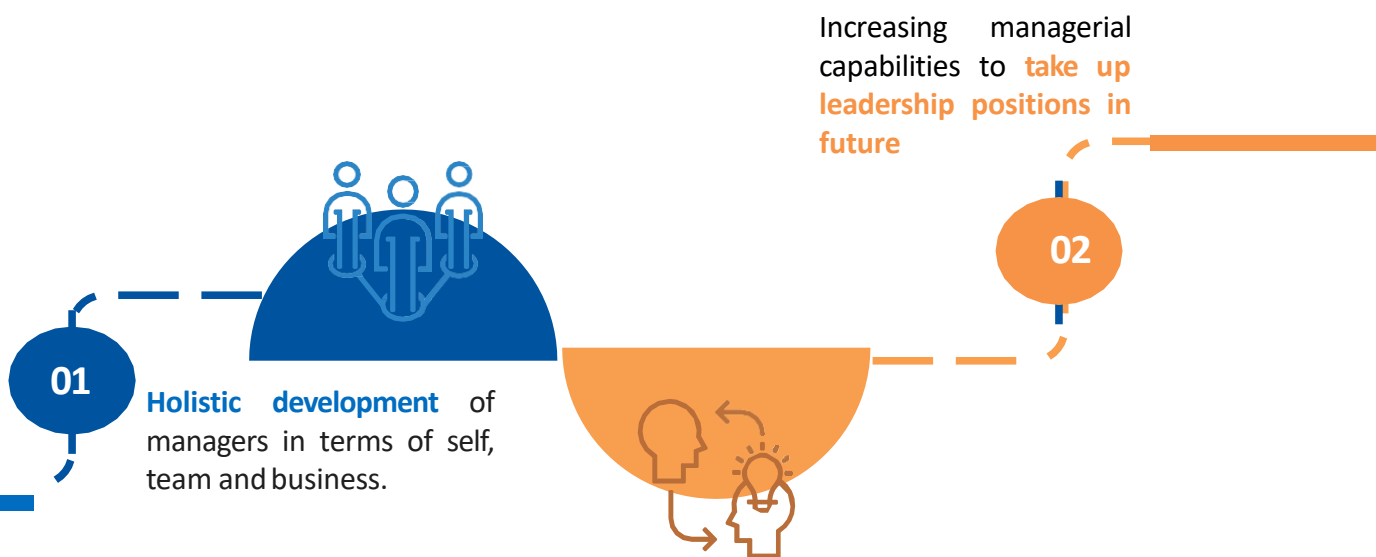 01
Holistic development of
managers in terms of self,
team and business.
Increasing managerial
capabilities to take up
leadership positions in
future
02